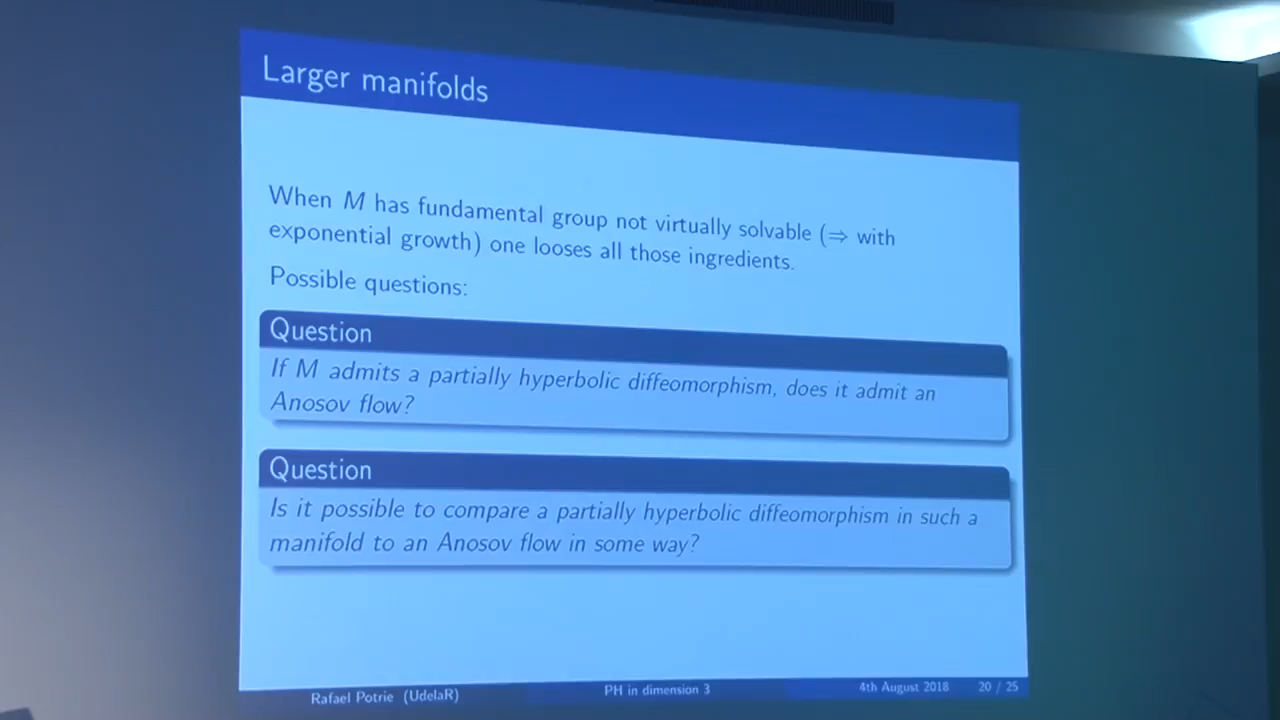 Larger manifolds
When M has fundamental group not virtually solvable (⇒ with
exponential growth) one looses all those ingredients.
Possible questions:
Question
If M admits a partially hyperbolic diffeomorphism, does it admit an
Anosov flow?
Question
Is it possible to compare a partially hyperbolic diffeomorphism in such a
manifold to an Anosov flow in some way?
Rafael Potrie (UdelaR) PH in dimension 3 4th August 2018 20 / 25